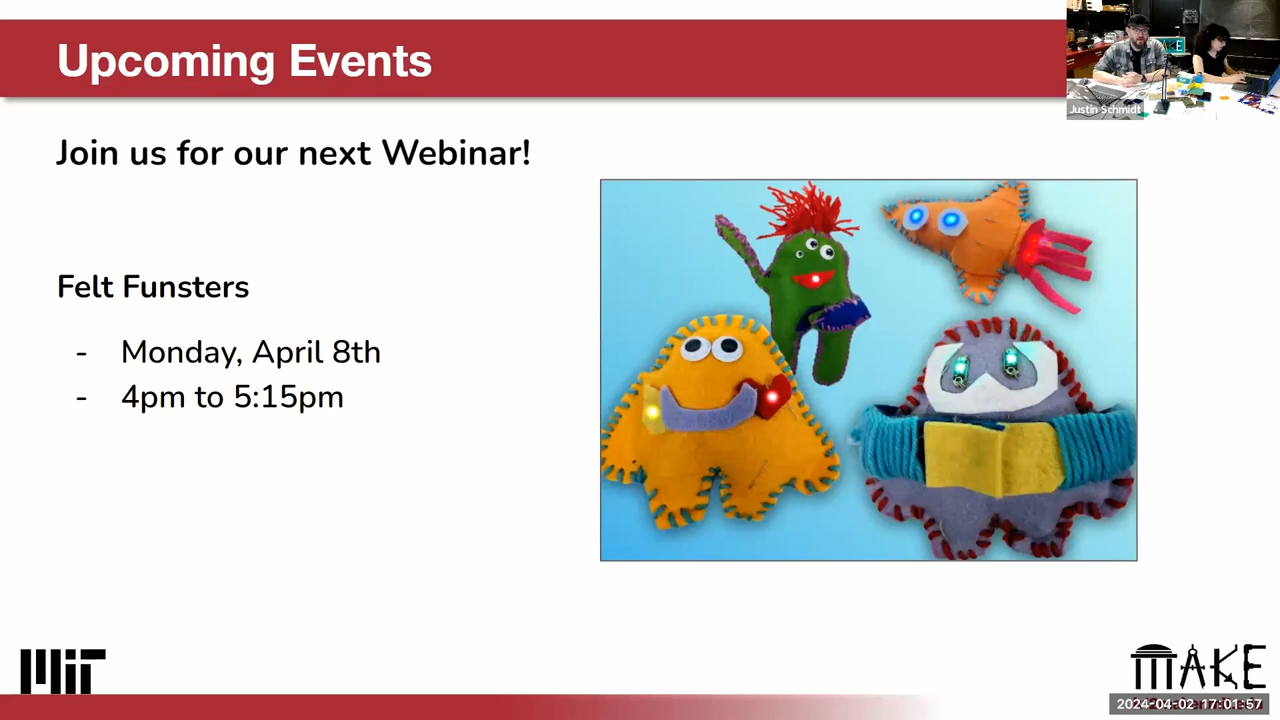 Upcoming Events
Justin Schmidt
Join us for our next Webinar!
Felt Funsters
- Monday, April 8th
- 4pm to 5:15pm
MIT
MAKE
2024-04-02 17:01:57